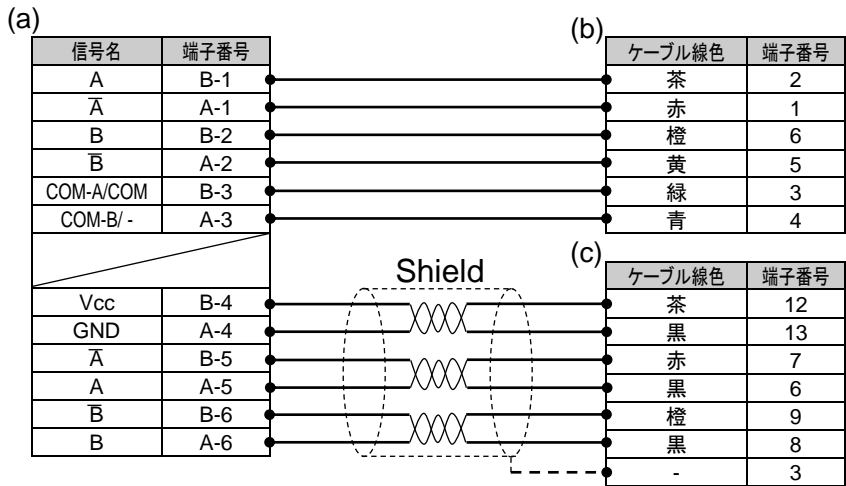 (a)
信号名 端子番号
A B-1
A̅ A-1
B B-2
B̅ A-2
COM-A/COM B-3
COM-B/ - A-3
Vcc B-4
GND A-4
A̅ B-5
A A-5
B̅ B-6
B A-6
Shield
(b)
ケーブル線色 端子番号
茶 2
赤 1
橙 6
黄 5
緑 3
青 4
(c)
ケーブル線色 端子番号
茶 12
黒 13
赤 7
黒 6
橙 9
黒 8
- 3